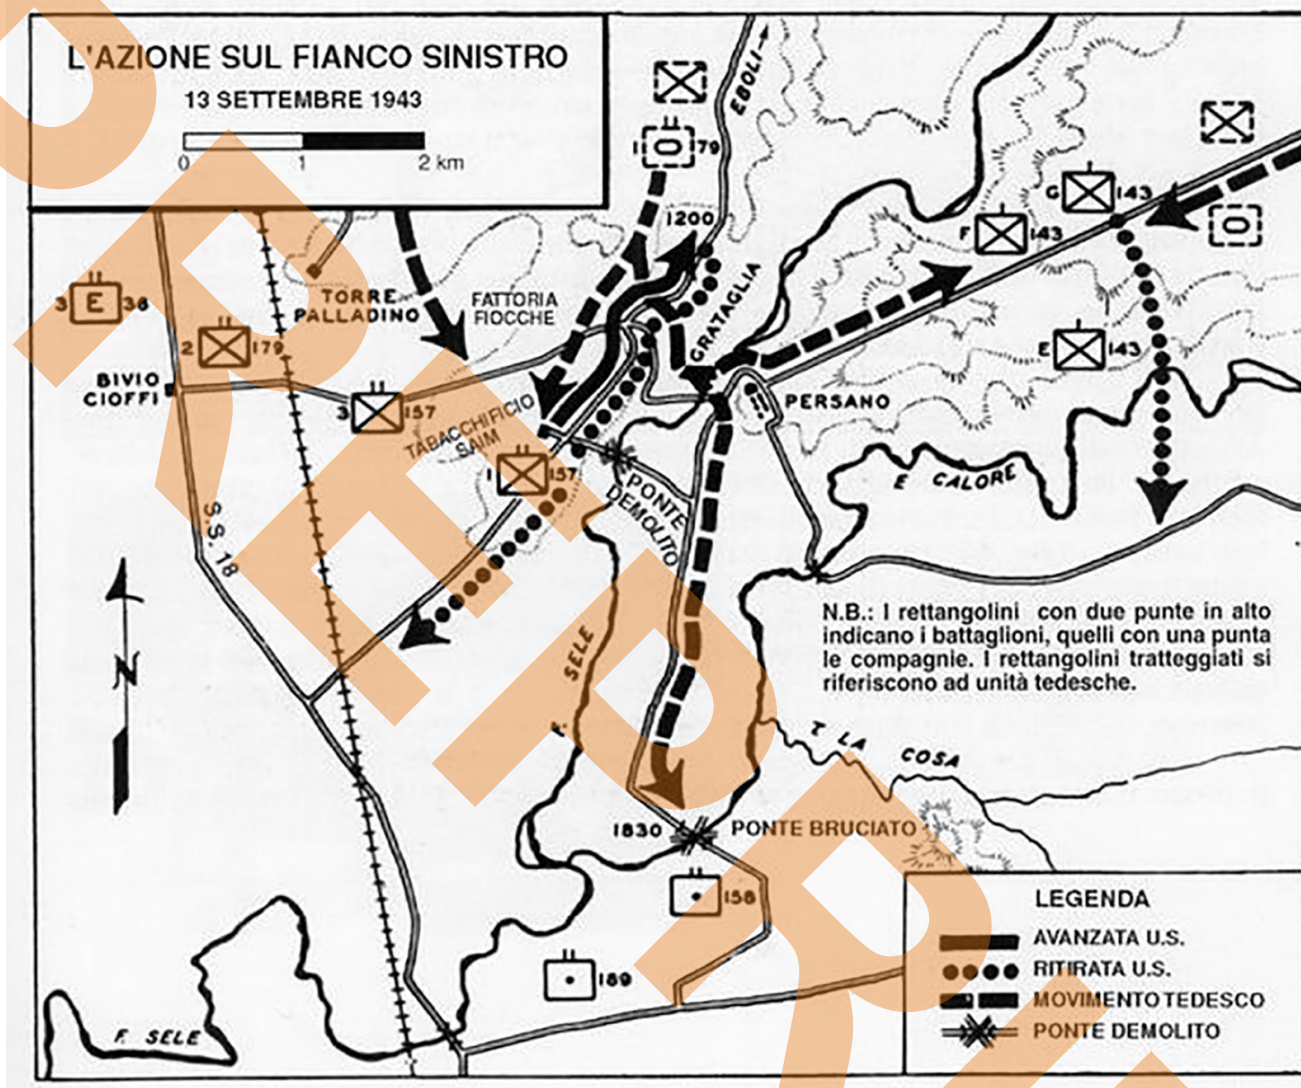 L'AZIONE SUL FIANCO SINISTRO
13 SETTEMBRE 1943
0 1 2 km
EBOLI
1 79
1200
G 143
F 143
3 E 36
TORRE
PALLADINO
FATTORIA
FIOCCHE
GRATAGLIA
2 179
E 143
BIVIO
CIOFFI
3 157
PERSANO
TABACCHIFICIO
SAIM
1 157
F. CALORE
PONTE
DEMOLITO
S.S. 18
N
F. SELE
N.B.: I rettangolini con due punte in alto
indicano i battaglioni, quelli con una punta
le compagnie. I rettangolini tratteggiati si
riferiscono ad unità tedesche.
T. LA COSA
1830
PONTE BRUCIATO
158
189
F. SELE
LEGENDA
AVANZATA U.S.
RITIRATA U.S.
MOVIMENTO TEDESCO
PONTE DEMOLITO